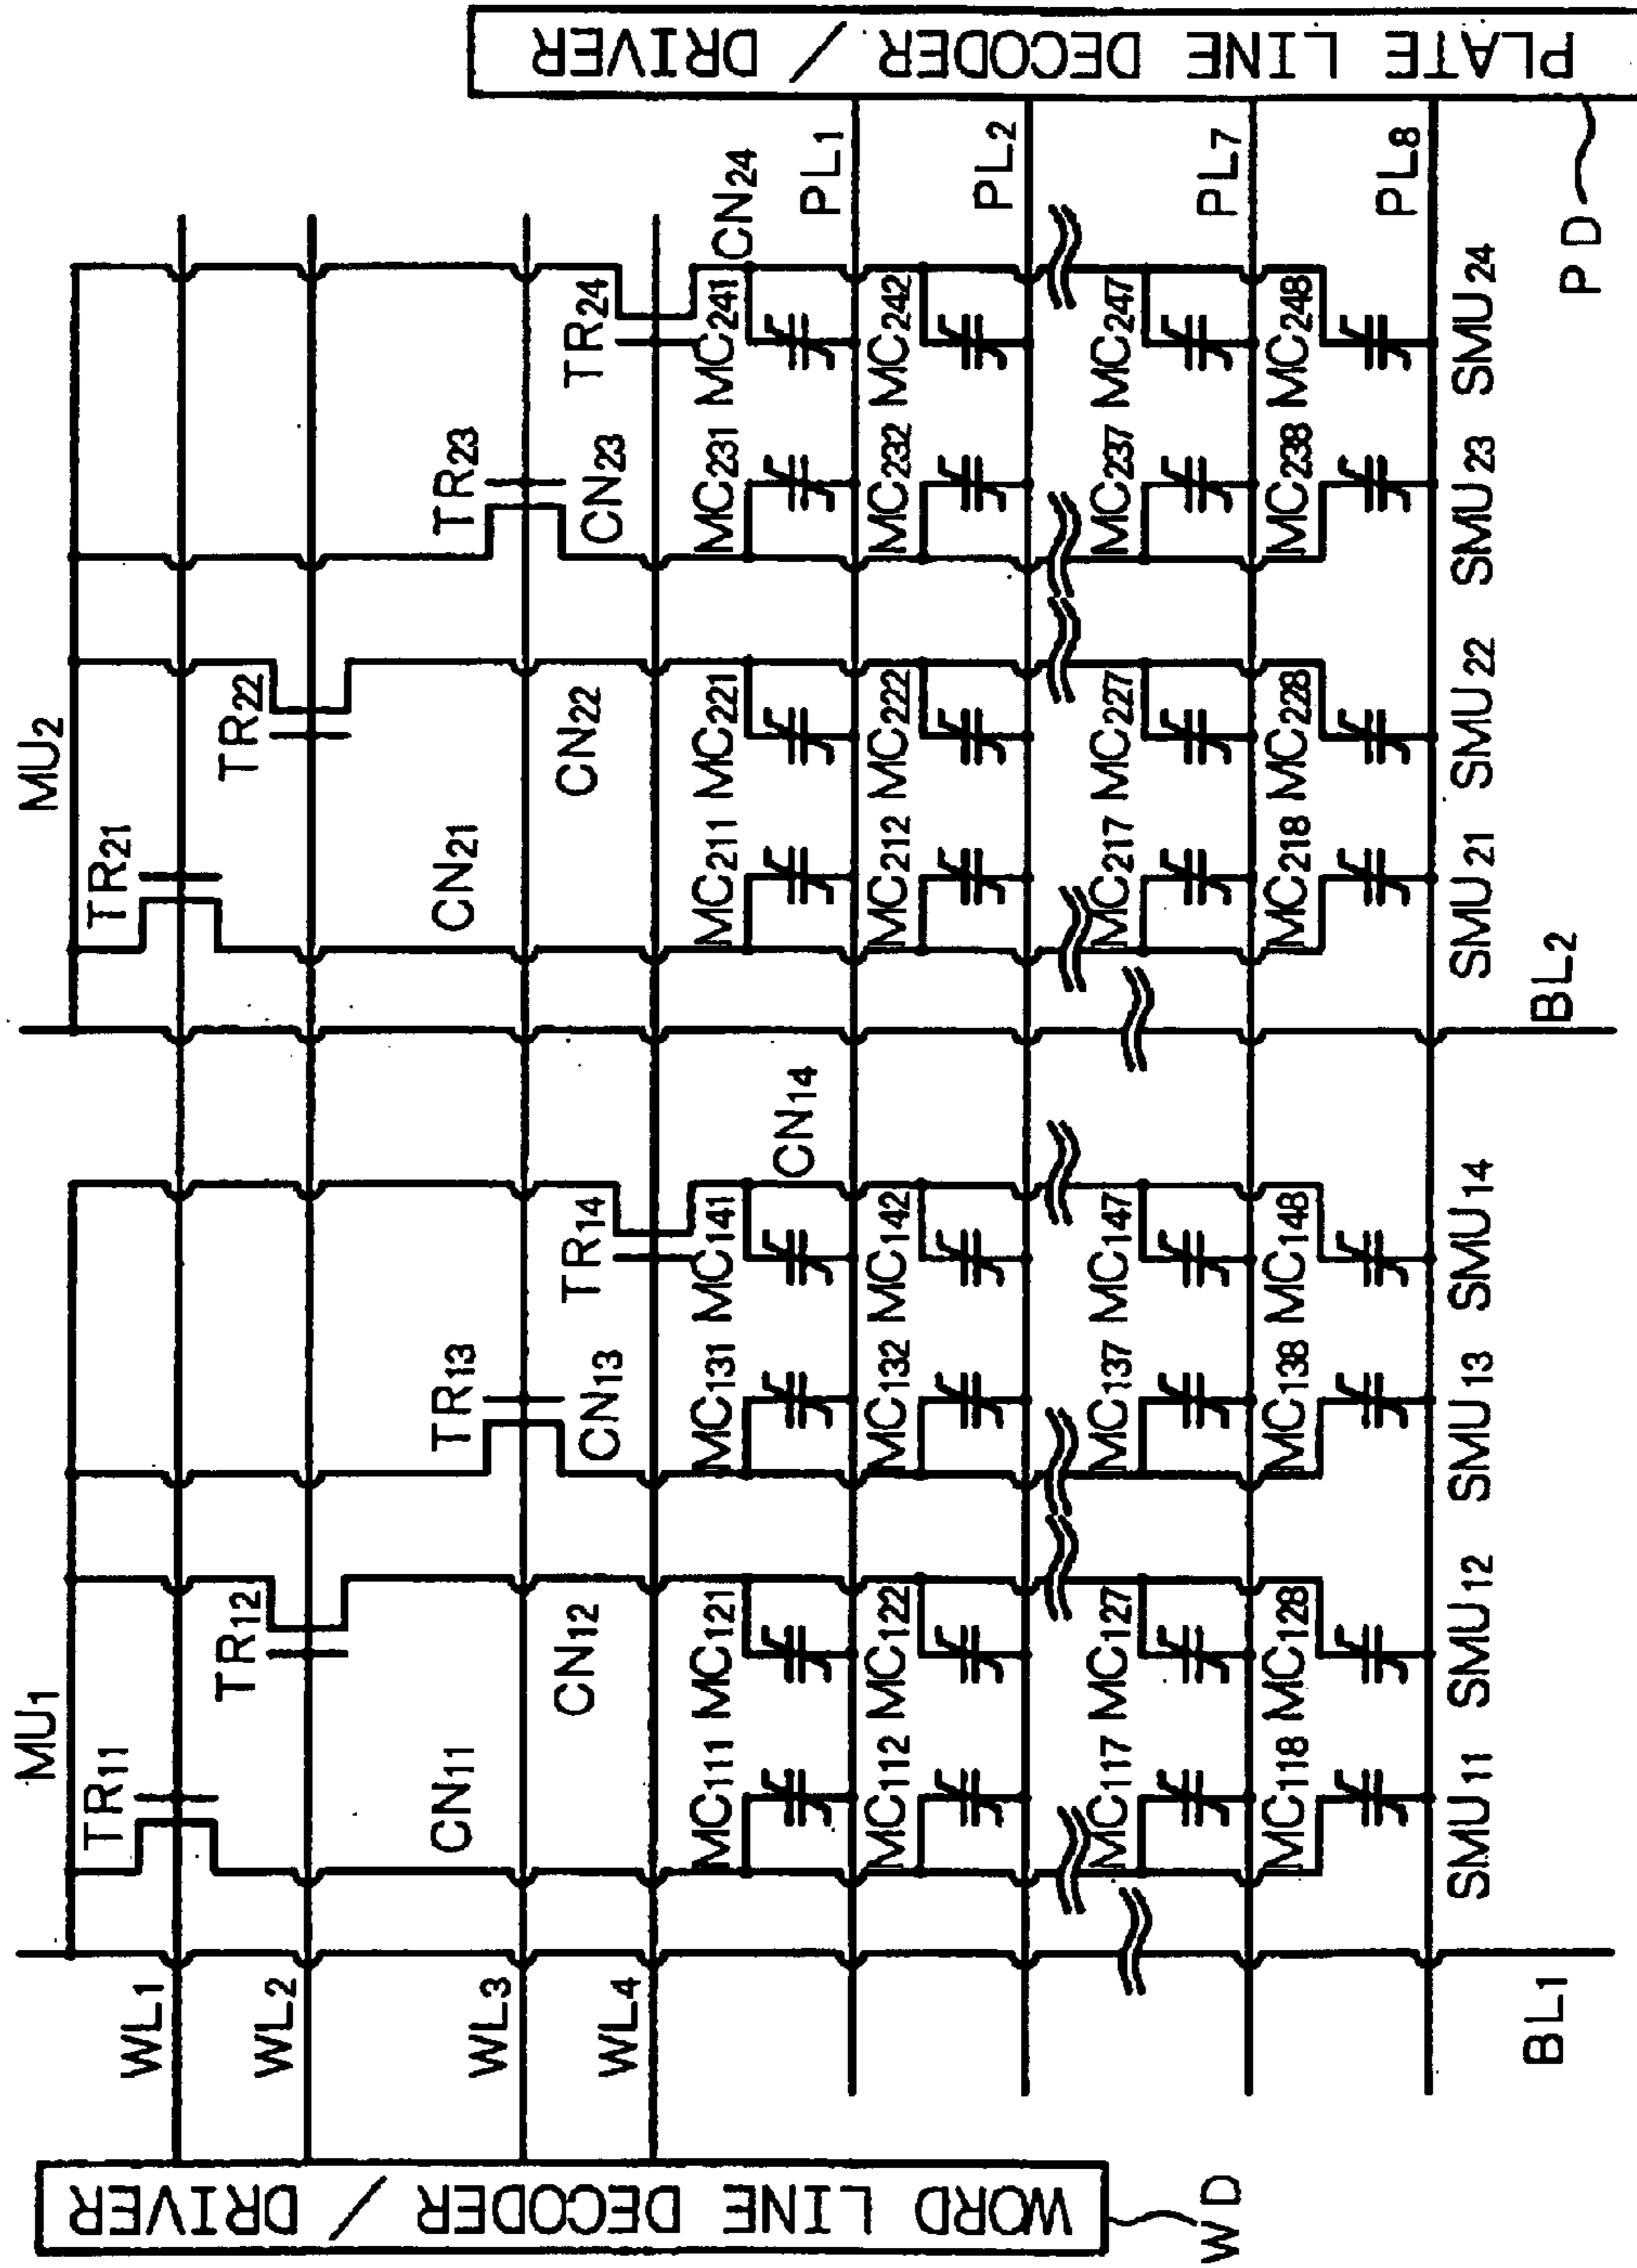 MU1 MU2
TR11 TR21
WL1
TR12 TR22
WL2
CN11 CN21
TR13 TR23
WL3
CN12 CN13 CN22 CN23
TR14 TR24
WL4
CN24
MC111 MC121 MC131 MC141 MC211 MC221 MC231 MC241
CN14
PL1
MC112 MC122 MC132 MC142 MC212 MC222 MC232 MC242
PL2
MC117 MC127 MC137 MC147 MC217 MC227 MC237 MC247
PL7
MC118 MC128 MC138 MC148 MC218 MC228 MC238 MC248
PL8
SMU11 SMU12 SMU13 SMU14 SMU21 SMU22 SMU23 SMU24
BL1 BL2
WORD LINE DECODER / DRIVER
WD
PLATE LINE DECODER / DRIVER
PD